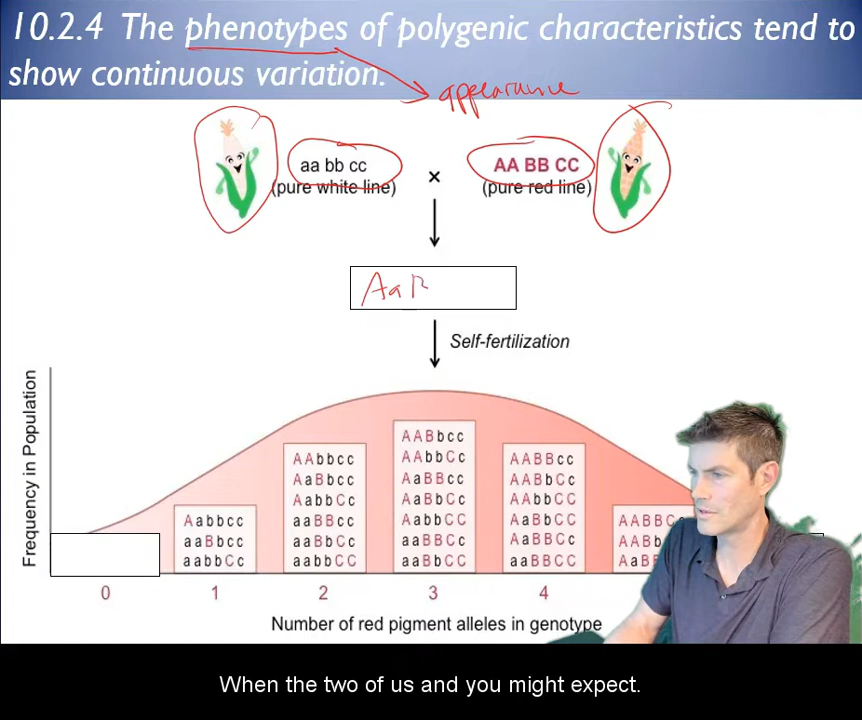 10.2.4 The phenotypes of polygenic characteristics tend to
show continuous variation.
appearance
aa bb cc
(pure white line)
×
AA BB CC
(pure red line)
Aa B
Self-fertilization
Frequency in Population
Aabbcc
aaBbcc
aabbCc
AAbbcc
AaBbcc
AabbCc
aaBBcc
aaBbCc
aabbCC
AABbcc
AAbbCc
AaBBcc
AaBbCc
AabbCC
aaBBCc
aaBbCC
AABBcc
AABbCc
AAbbCC
AaBbCC
AaBBCc
aaBBCC
AABBC
AABb
AaB
0 1 2 3 4
Number of red pigment alleles in genotype
When the two of us and you might expect.